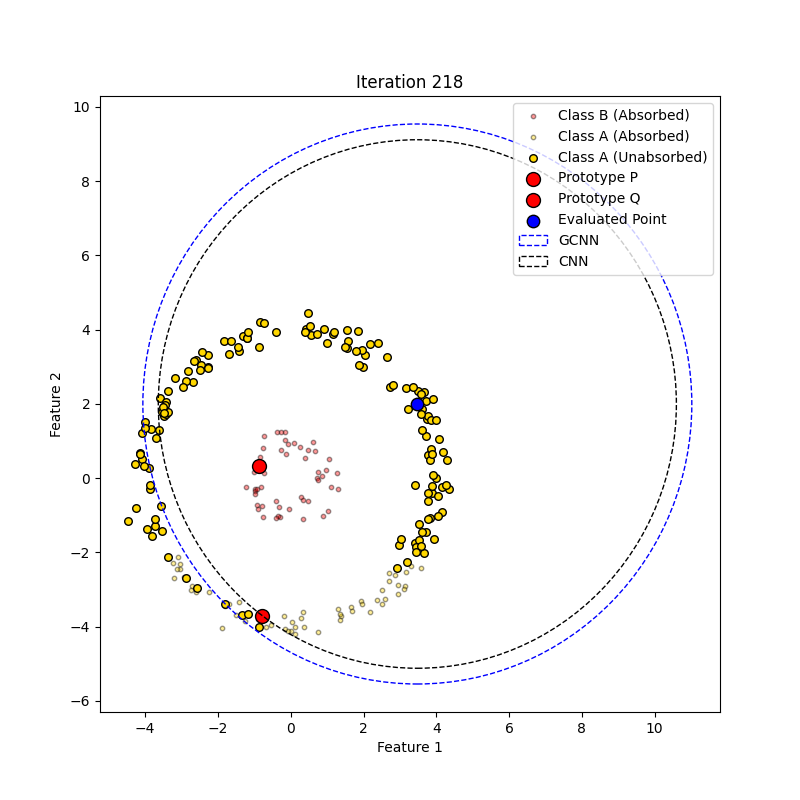 Iteration 218
Class B (Absorbed)
Class A (Absorbed)
Class A (Unabsorbed)
Prototype P
Prototype Q
Evaluated Point
GCNN
CNN
10
8
6
4
2
0
−2
−4
−6
Feature 2
−4 −2 0 2 4 6 8 10
Feature 1